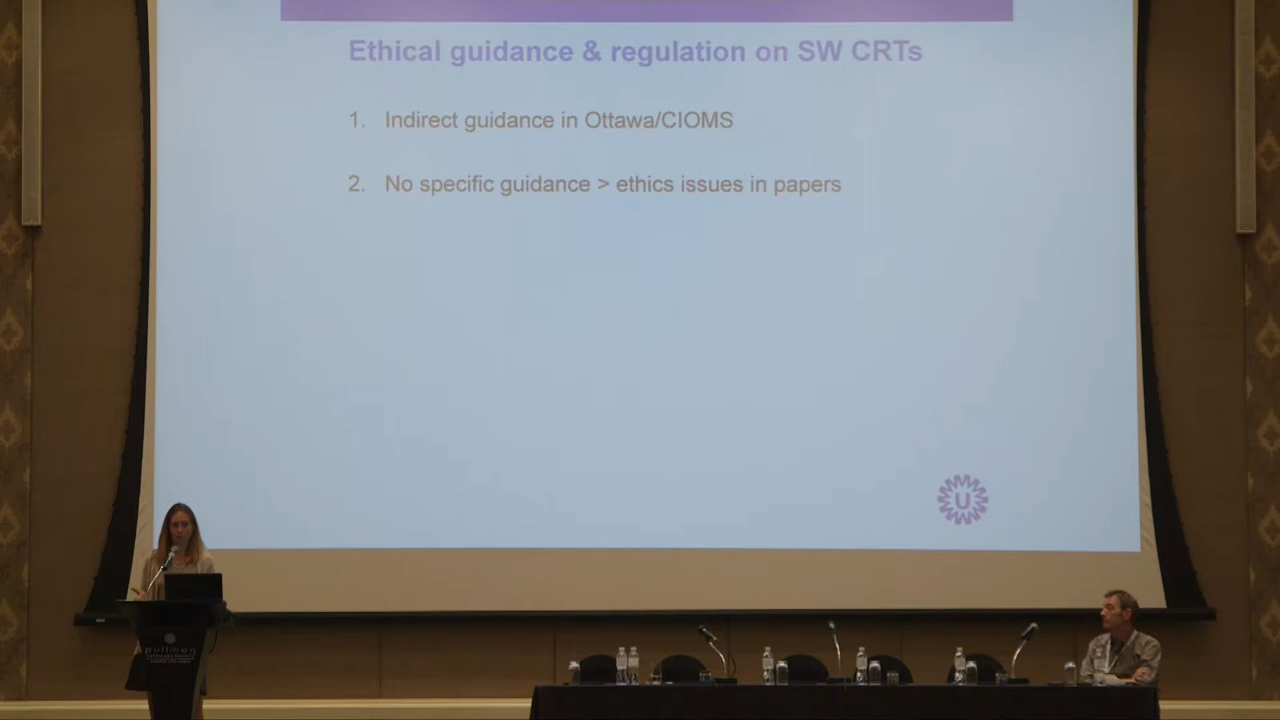 Ethical guidance & regulation on SW CRTs
1. Indirect guidance in Ottawa/CIOMS
2. No specific guidance > ethics issues in papers
U
pullman